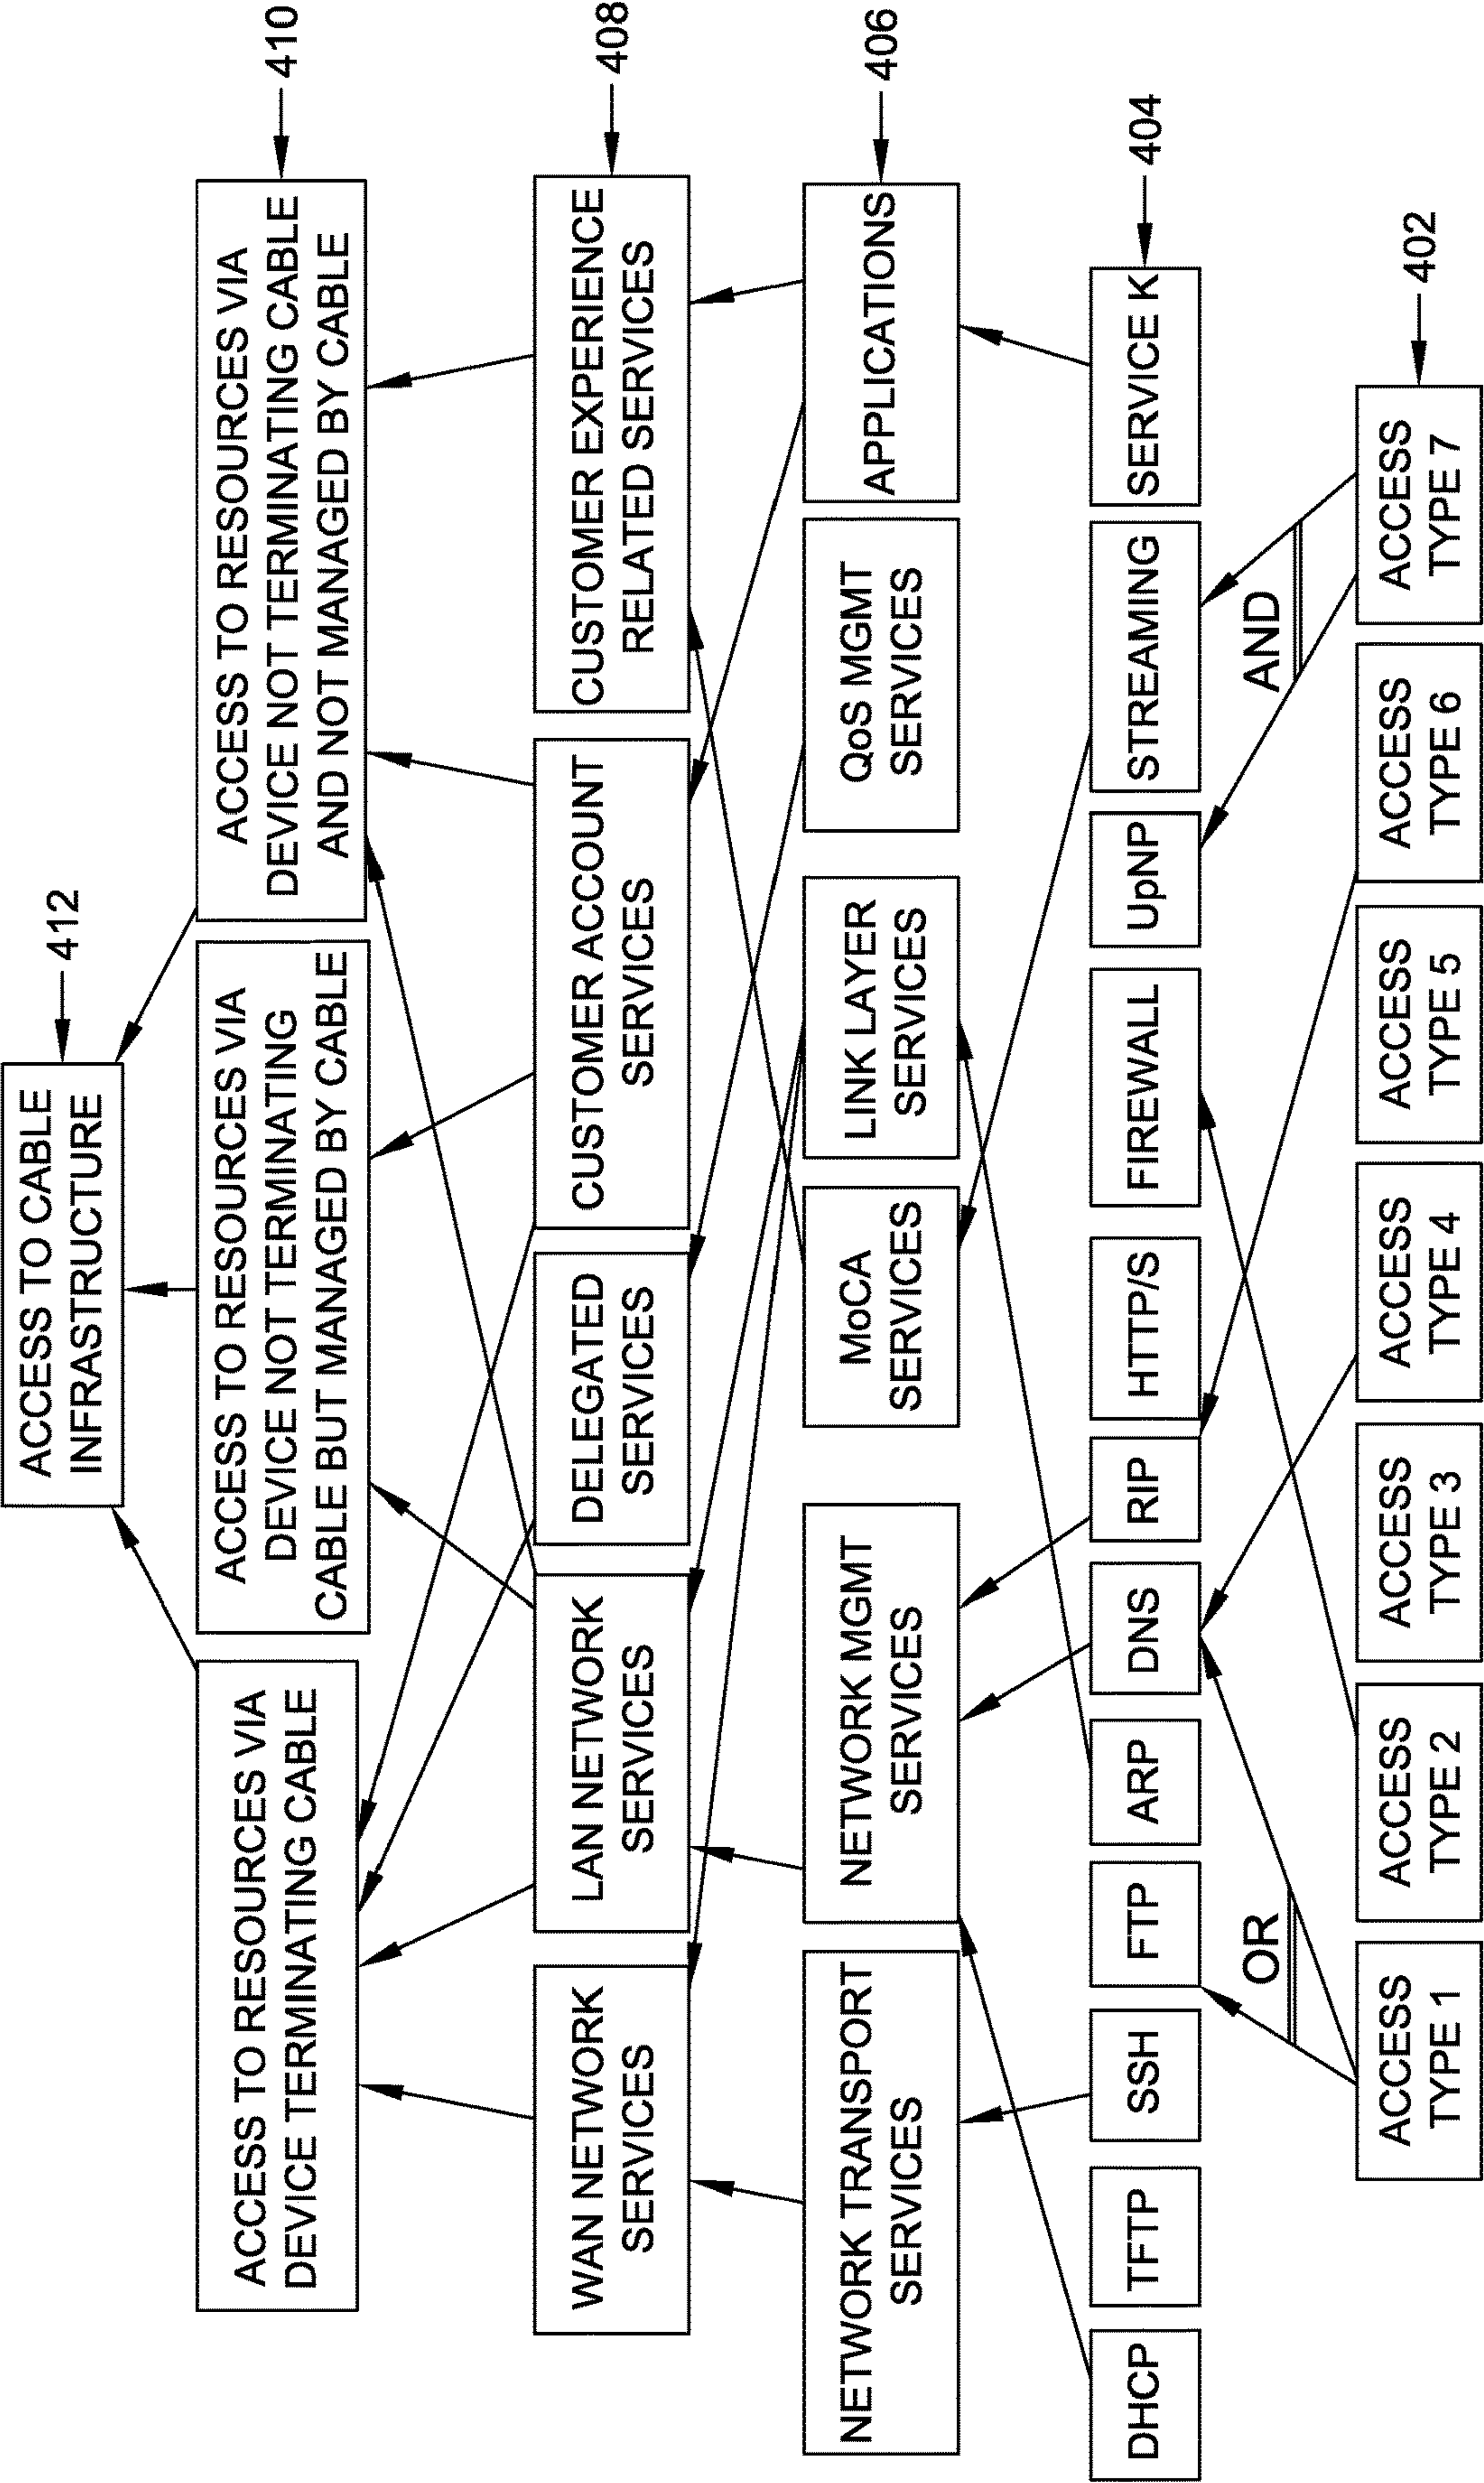 ACCESS TO CABLE
INFRASTRUCTURE
412
ACCESS TO RESOURCES VIA
DEVICE TERMINATING CABLE
ACCESS TO RESOURCES VIA
DEVICE NOT TERMINATING
CABLE BUT MANAGED BY CABLE
ACCESS TO RESOURCES VIA
DEVICE NOT TERMINATING CABLE
AND NOT MANAGED BY CABLE
410
WAN NETWORK
SERVICES
LAN NETWORK
SERVICES
DELEGATED
SERVICES
CUSTOMER ACCOUNT
SERVICES
CUSTOMER EXPERIENCE
RELATED SERVICES
408
NETWORK TRANSPORT
SERVICES
NETWORK MGMT
SERVICES
MoCA
SERVICES
LINK LAYER
SERVICES
QoS MGMT
SERVICES
APPLICATIONS
406
DHCP
TFTP
SSH
FTP
ARP
DNS
RIP
HTTP/S
FIREWALL
UpNP
STREAMING
SERVICE K
404
OR
AND
ACCESS
TYPE 1
ACCESS
TYPE 2
ACCESS
TYPE 3
ACCESS
TYPE 4
ACCESS
TYPE 5
ACCESS
TYPE 6
ACCESS
TYPE 7
402